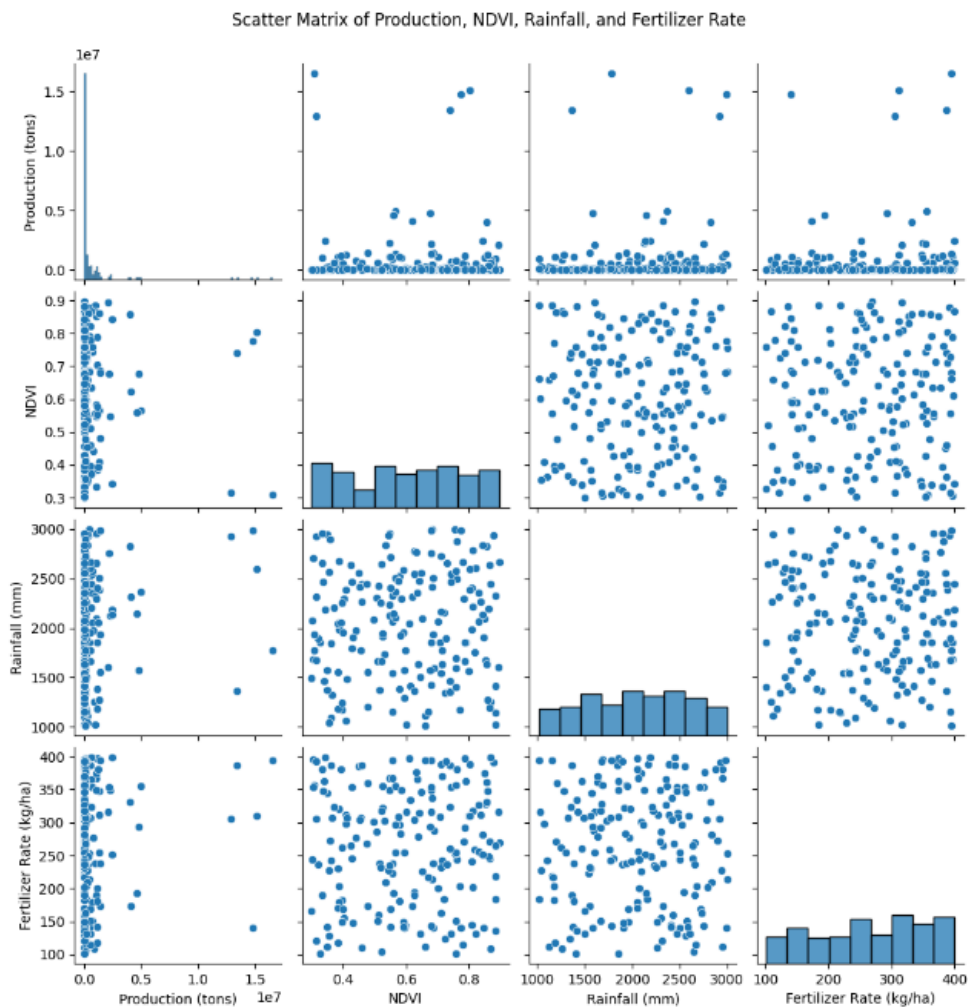 Scatter Matrix of Production, NDVI, Rainfall, and Fertilizer Rate
1e7
Production (tons)
1.5
1.0
0.5
0.0
NDVI
0.9
0.8
0.7
0.6
0.5
0.4
0.3
Rainfall (mm)
3000
2500
2000
1500
1000
Fertilizer Rate (kg/ha)
400
350
300
250
200
150
100
0.0 0.5 1.0 1.5
1e7
Production (tons)
0.4 0.6 0.8
NDVI
1000 1500 2000 2500 3000
Rainfall (mm)
100 200 300 400
Fertilizer Rate (kg/ha)